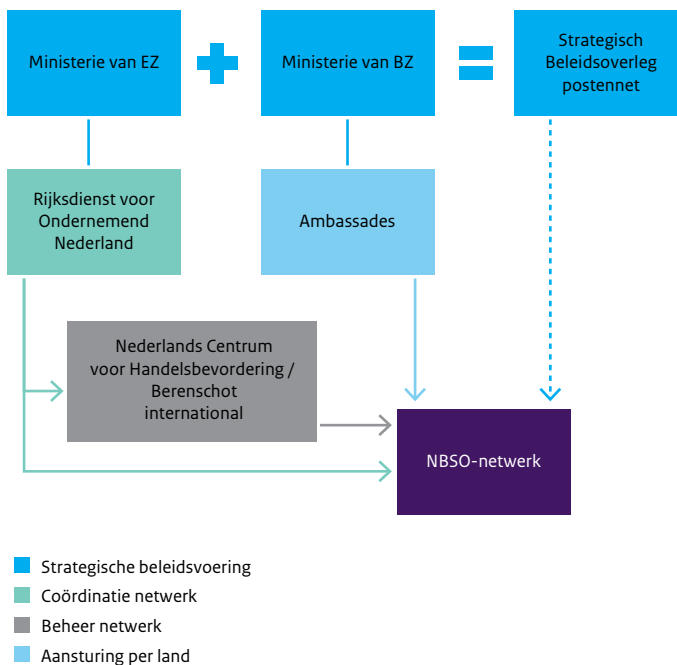 Ministerie van EZ
Ministerie van BZ
Strategisch
Beleidsoverleg
postennet
Rijksdienst voor
Ondernemend
Nederland
Ambassades
Nederlands Centrum
voor Handelsbevordering /
Berenschot
international
NBSO-netwerk
Strategische beleidsvoering
Coördinatie netwerk
Beheer netwerk
Aansturing per land